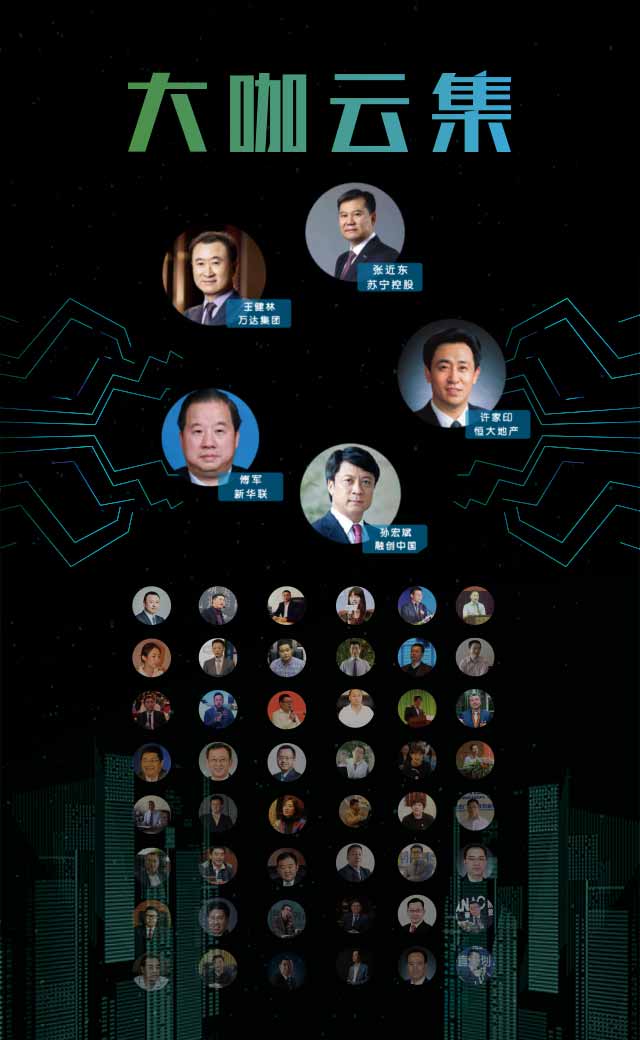 大咖云集
张近东
苏宁控股
王健林
万达集团
许家印
恒大地产
傅军
新华联
孙宏斌
融创中国